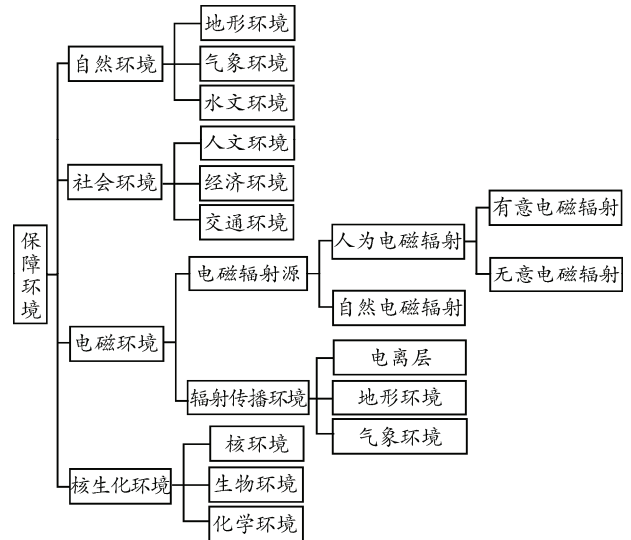 保障环境
自然环境
地形环境
气象环境
水文环境
社会环境
人文环境
经济环境
交通环境
电磁环境
电磁辐射源
人为电磁辐射
有意电磁辐射
无意电磁辐射
自然电磁辐射
辐射传播环境
电离层
地形环境
气象环境
核生化环境
核环境
生物环境
化学环境